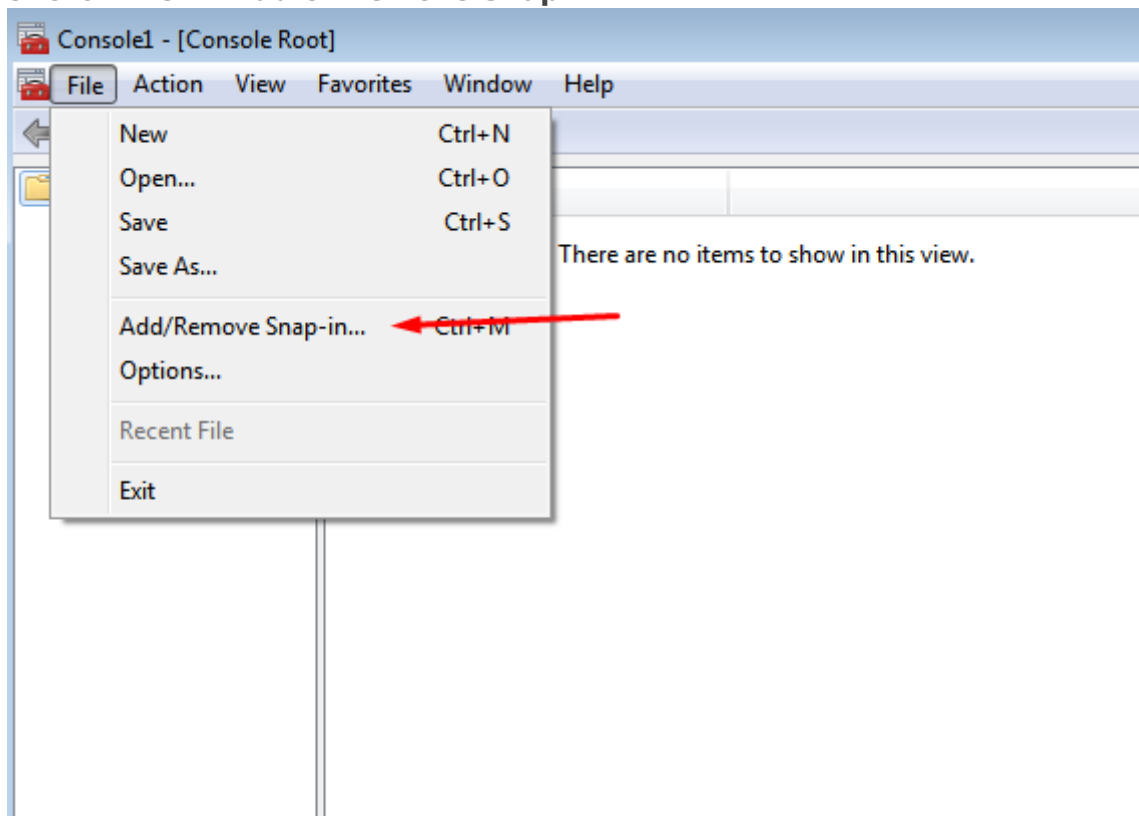 Console1 - [Console Root]
File Action View Favorites Window Help
New Ctrl+N
Open... Ctrl+O
Save Ctrl+S
Save As...
There are no items to show in this view.
Add/Remove Snap-in... Ctrl+M
Options...
Recent File
Exit